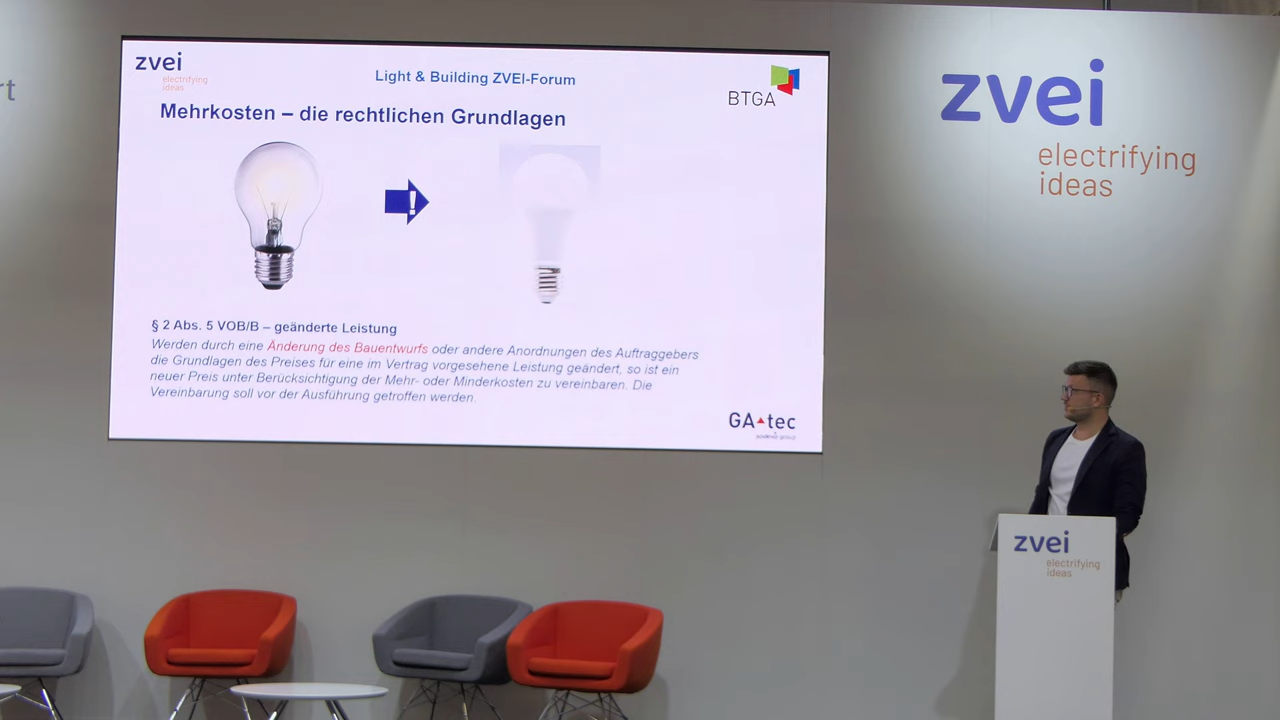 rt
zvei
electrifying
ideas
Light & Building ZVEI-Forum
BTGA
Mehrkosten – die rechtlichen Grundlagen
!
§ 2 Abs. 5 VOB/B – geänderte Leistung
Werden durch eine Änderung des Bauentwurfs oder andere Anordnungen des Auftraggebers
die Grundlagen des Preises für eine im Vertrag vorgesehene Leistung geändert, so ist ein
neuer Preis unter Berücksichtigung der Mehr- oder Minderkosten zu vereinbaren. Die
Vereinbarung soll vor der Ausführung getroffen werden.
GA tec
zvei
electrifying
ideas
zvei
electrifying
ideas